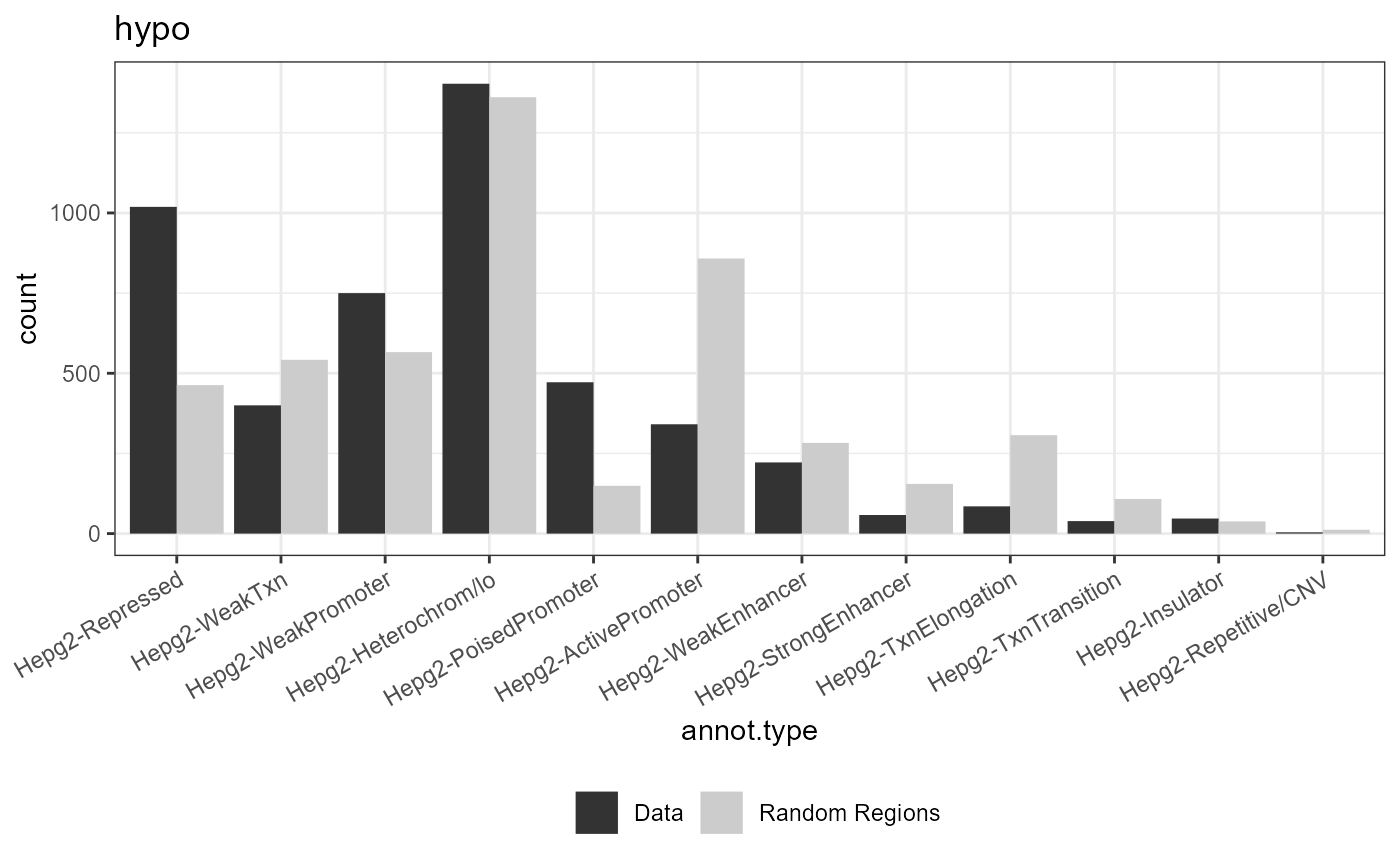 hypo
count
1000
500
0
Hepg2-Repressed
Hepg2-WeakTxn
Hepg2-WeakPromoter
Hepg2-Heterochrom/lo
Hepg2-PoisedPromoter
Hepg2-ActivePromoter
Hepg2-WeakEnhancer
Hepg2-StrongEnhancer
Hepg2-TxnElongation
Hepg2-TxnTransition
Hepg2-Insulator
Hepg2-Repetitive/CNV
annot.type
Data
Random Regions